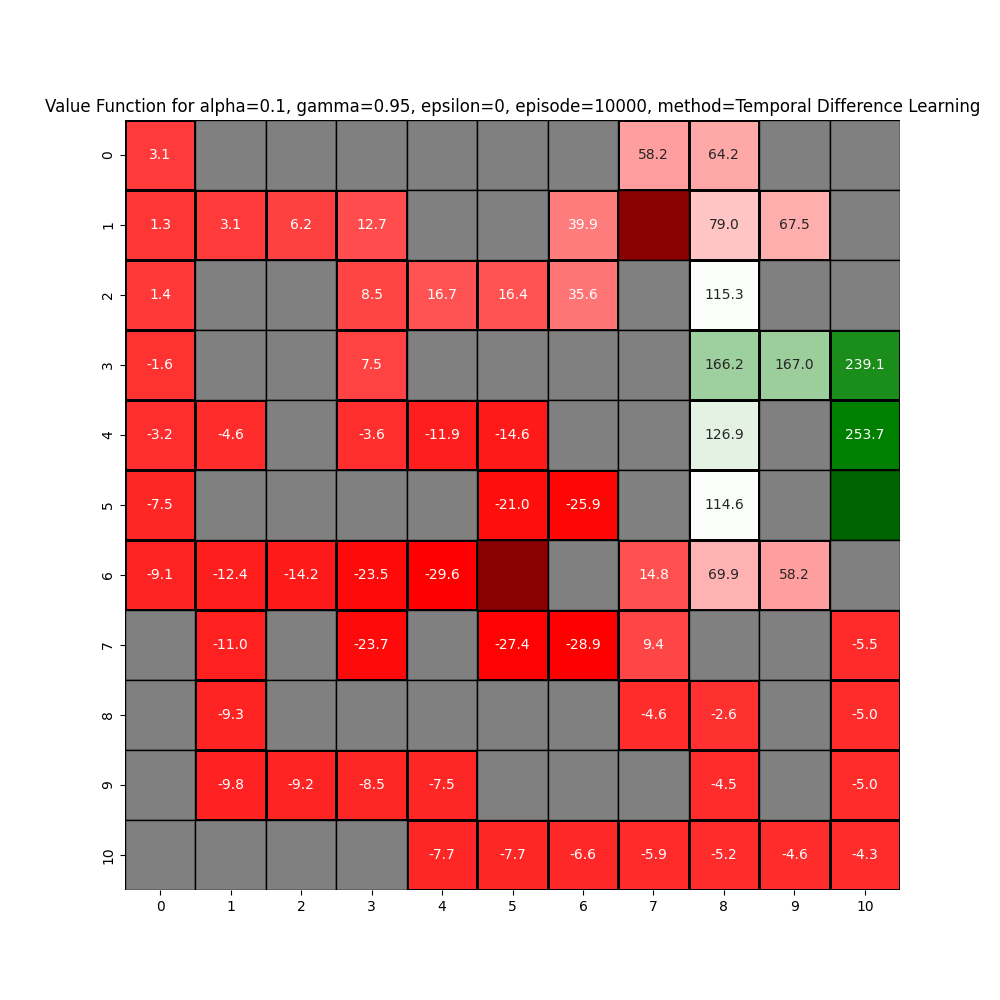 Value Function for alpha=0.1, gamma=0.95, epsilon=0, episode=10000, method=Temporal Difference Learning
0 3.1 58.2 64.2
1 1.3 3.1 6.2 12.7 39.9 79.0 67.5
2 1.4 8.5 16.7 16.4 35.6 115.3
3 -1.6 7.5 166.2 167.0 239.1
4 -3.2 -4.6 -3.6 -11.9 -14.6 126.9 253.7
5 -7.5 -21.0 -25.9 114.6
6 -9.1 -12.4 -14.2 -23.5 -29.6 14.8 69.9 58.2
7 -11.0 -23.7 -27.4 -28.9 9.4 -5.5
8 -9.3 -4.6 -2.6 -5.0
9 -9.8 -9.2 -8.5 -7.5 -4.5 -5.0
10 -7.7 -7.7 -6.6 -5.9 -5.2 -4.6 -4.3
0 1 2 3 4 5 6 7 8 9 10